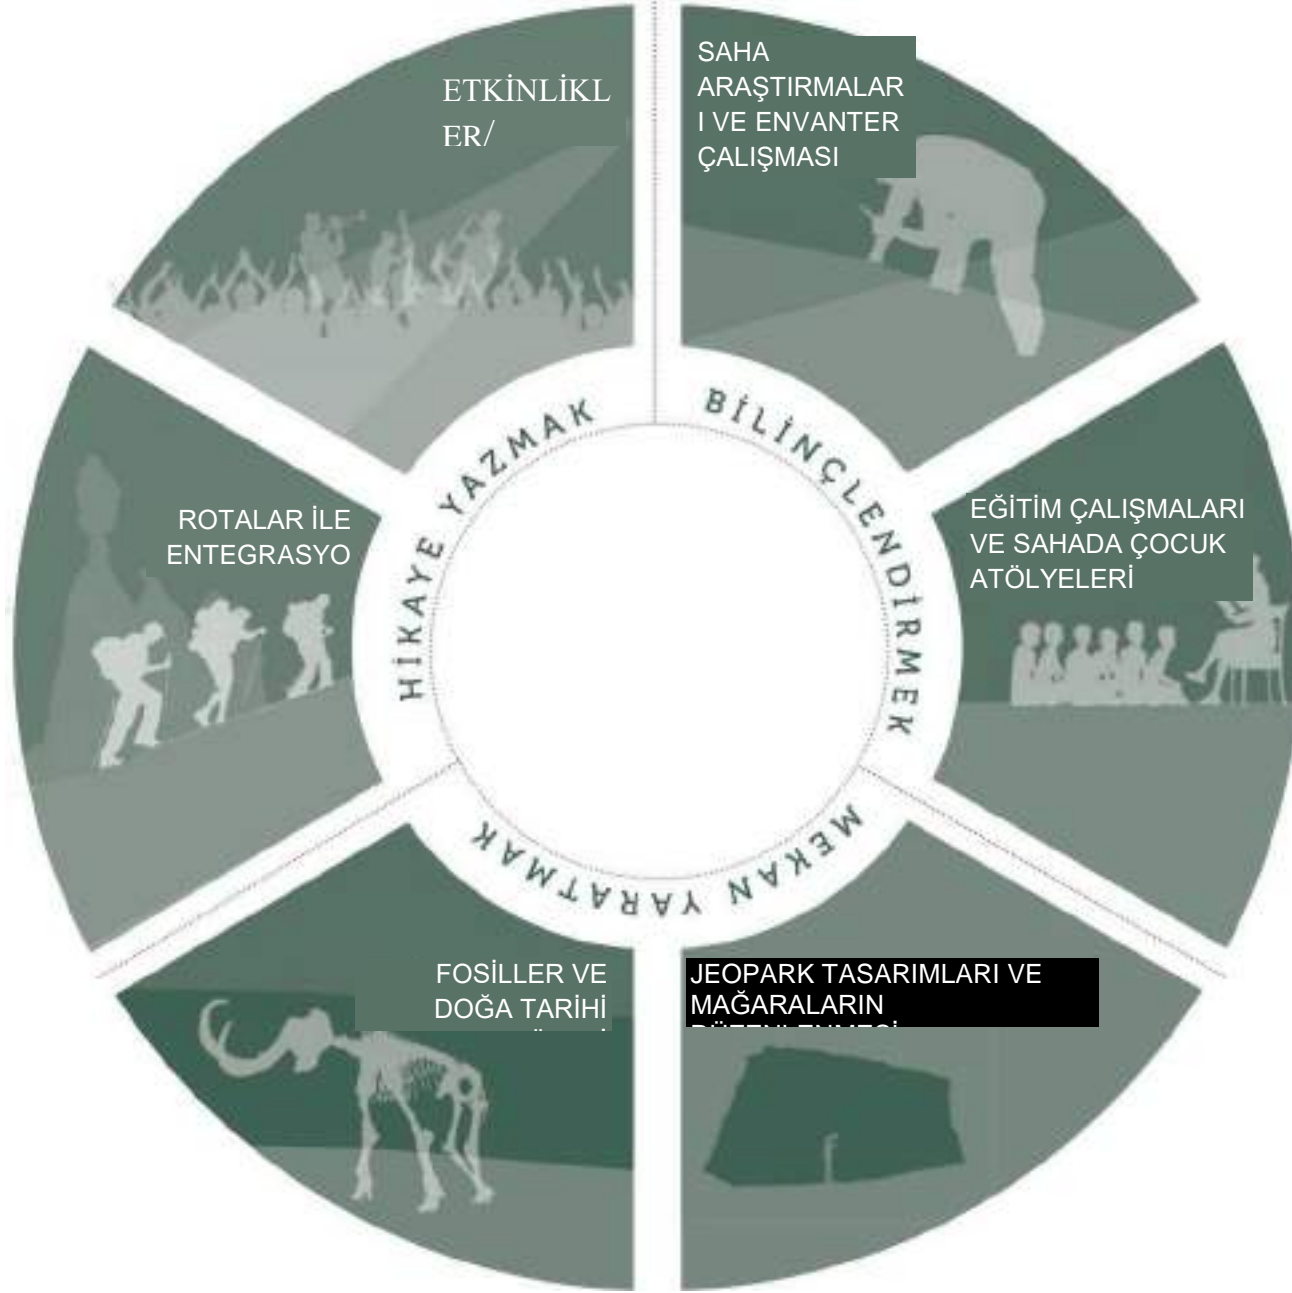 ETKİNLİKL
ER/
SAHA
ARAŞTIRMALAR
I VE ENVANTER
ÇALIŞMASI
HİKAYE YAZMAK
BİLİNÇLENDİRMEK
ROTALAR İLE
ENTEGRASYO
EĞİTİM ÇALIŞMALARI
VE SAHADA ÇOCUK
ATÖLYELERİ
MEKAN YARATMAK
FOSİLLER VE
DOĞA TARİHİ
JEOPARK TASARIMLARI VE
MAĞARALARIN